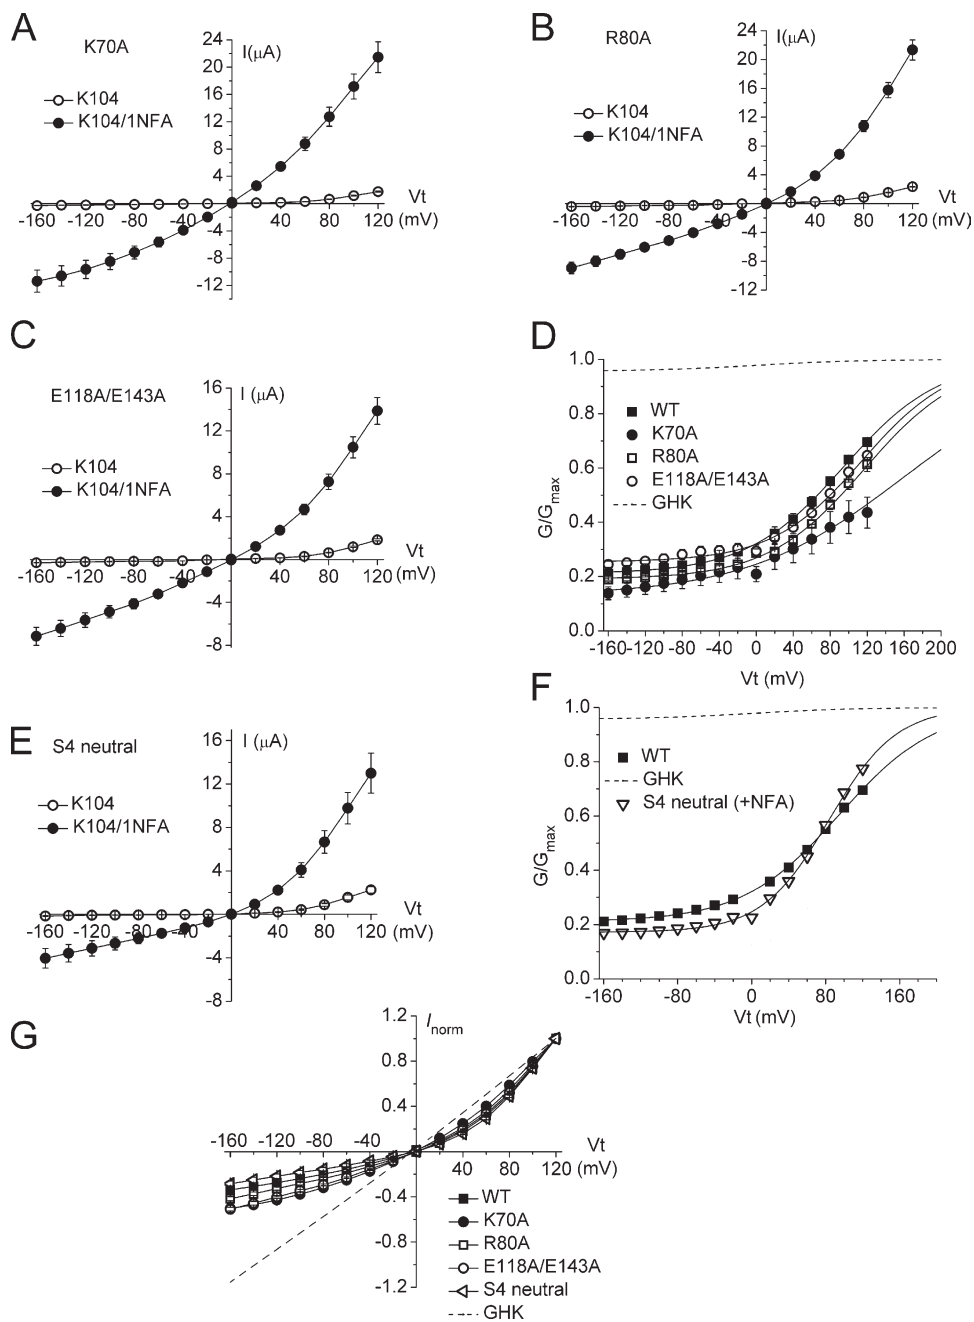 A
K70A
I(μA)
24
20
16
12
8
4
K104
K104/1NFA
Vt
(mV)
-160 -120 -80 -40 40 80 120
-4
-8
-12
B
R80A
I(μA)
24
20
16
12
8
4
K104
K104/1NFA
Vt
(mV)
-160 -120 -80 -40 40 80 120
-4
-8
-12
C
E118A/E143A
I (μA)
16
12
8
4
K104
K104/1NFA
Vt
(mV)
-160 -120 -80 -40 40 80 120
-4
-8
D
G/Gmax
1.0
0.8
0.6
0.4
0.2
0.0
WT
K70A
R80A
E118A/E143A
GHK
-160 -120 -80 -40 0 40 80 120 160 200
Vt (mV)
E
S4 neutral
I (μA)
16
12
8
4
K104
K104/1NFA
Vt
(mV)
-160 -120 -80 -40 40 80 120
-4
-8
F
G/Gmax
1.0
0.8
0.6
0.4
0.2
0.0
WT
GHK
S4 neutral (+NFA)
-160 -80 0 80 160
Vt (mV)
G
Inorm
1.2
0.8
0.4
-160 -120 -80 -40
Vt
(mV)
40 80 120
-0.4
-0.8
-1.2
WT
K70A
R80A
E118A/E143A
S4 neutral
GHK